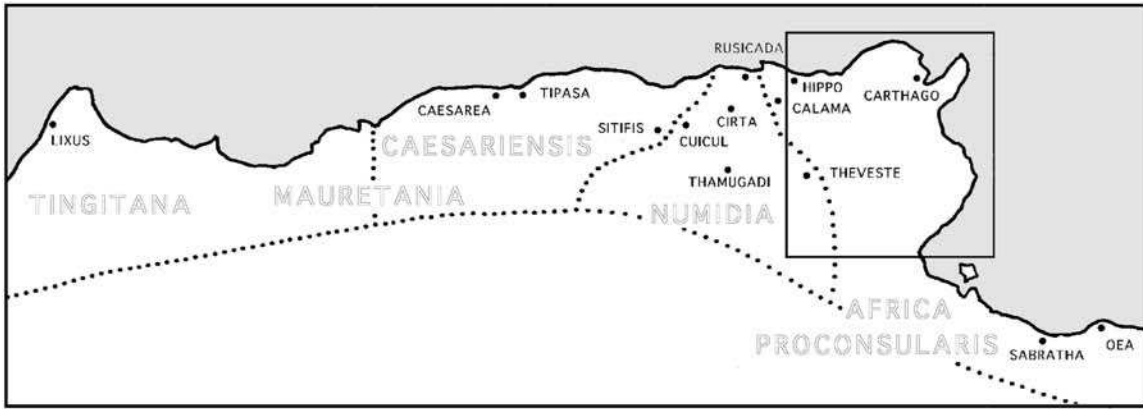 RUSICADA
HIPPO
CARTHAGO
CALAMA
CAESAREA
TIPASA
CIRTA
SITIFIS
CUICUL
LIXUS
CAESARIENSIS
THAMUGADI
THEVESTE
TINGITANA
MAURETANIA
NUMIDIA
AFRICA
PROCONSULARIS
SABRATHA
OEA